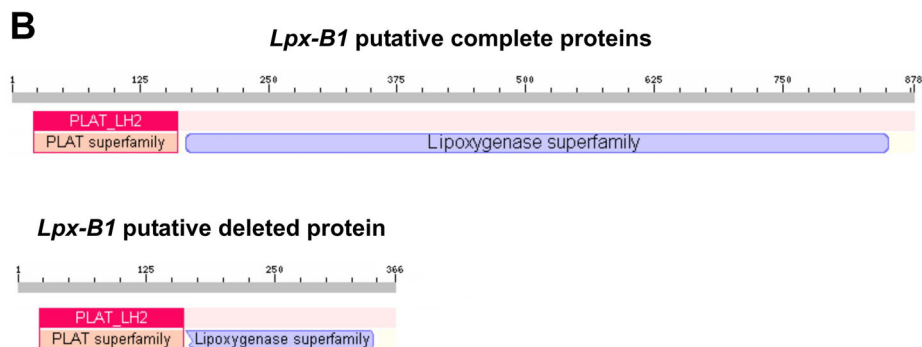 B
Lpx-B1 putative complete proteins
1 125 250 375 500 625 750 878
PLAT_LH2
PLAT superfamily Lipoxygenase superfamily
Lpx-B1 putative deleted protein
1 125 250 366
PLAT_LH2
PLAT superfamily Lipoxygenase superfamily